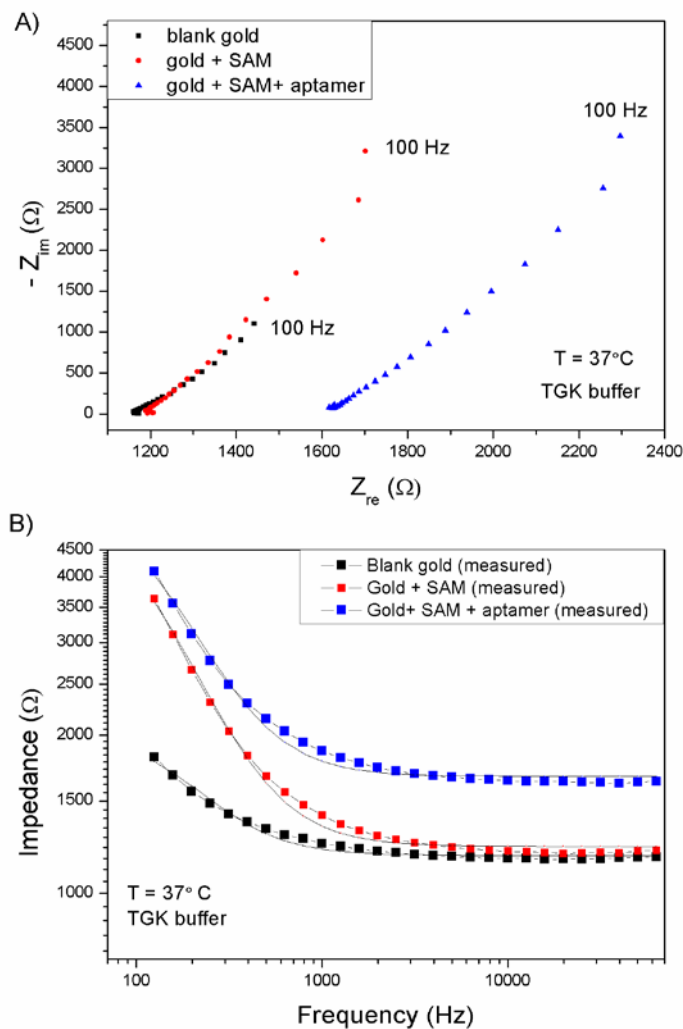 A)
4500
4000
3500
3000
2500
2000
1500
1000
500
0
- Z_im (Ω)
blank gold
gold + SAM
gold + SAM+ aptamer
100 Hz
100 Hz
100 Hz
T = 37°C
TGK buffer
1200 1400 1600 1800 2000 2200 2400
Z_re (Ω)
B)
4500
4000
3500
3000
2500
2000
1500
1000
Impedance (Ω)
Blank gold (measured)
Gold + SAM (measured)
Gold+ SAM + aptamer (measured)
T = 37° C
TGK buffer
100 1000 10000
Frequency (Hz)